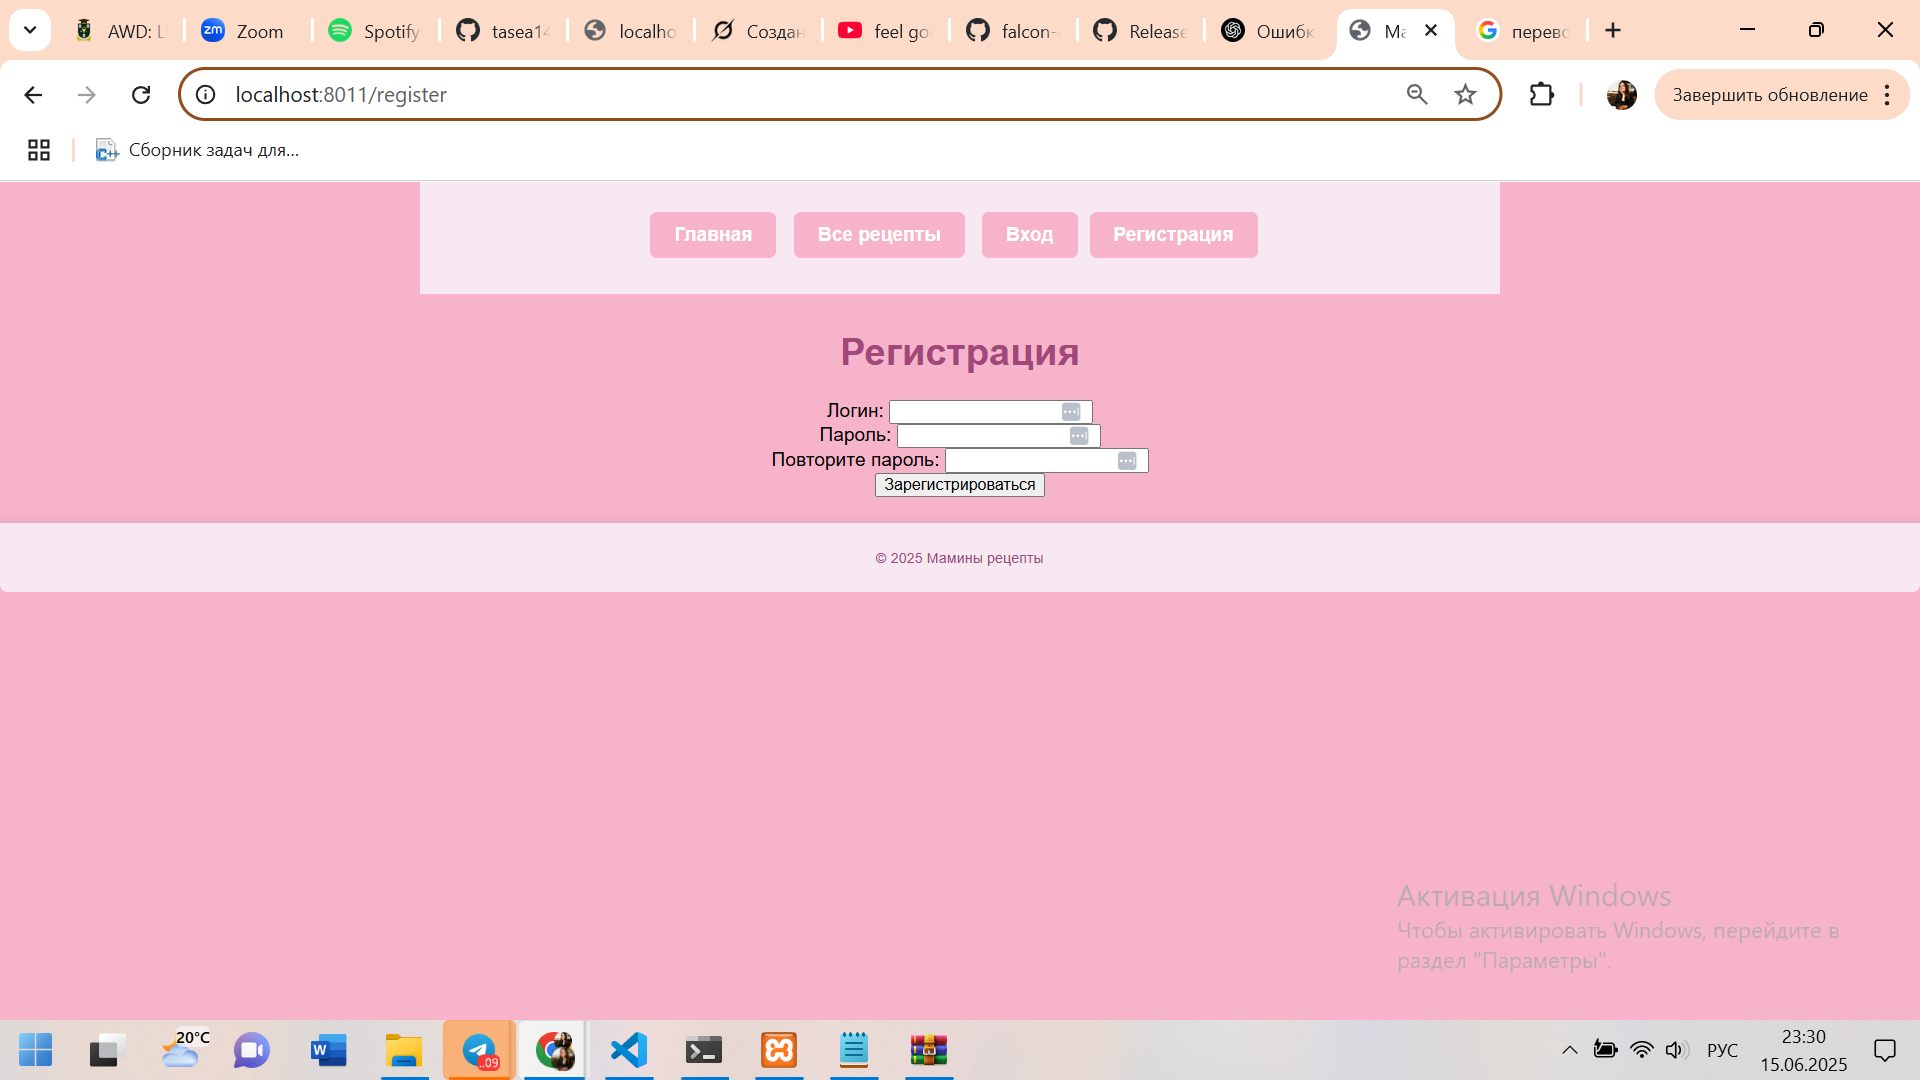 AWD: L
Zoom
Spotify
tasea14
localho
Создан
feel go
falcon-
Release
Ошибк
Ма
перево
localhost:8011/register
Завершить обновление
Сборник задач для...
Главная
Все рецепты
Вход
Регистрация
Регистрация
Логин:
Пароль:
Повторите пароль:
Зарегистрироваться
© 2025 Мамины рецепты
Активация Windows
Чтобы активировать Windows, перейдите в
раздел "Параметры".
20°C
..09
РУС
23:30
15.06.2025